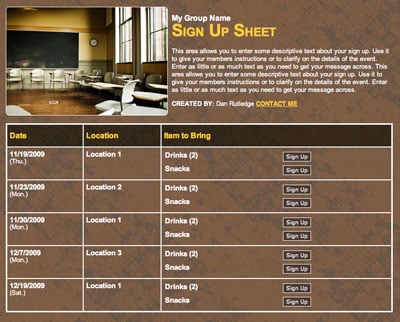 My Group Name
SIGN UP SHEET
This area allows you to enter some descriptive text about your sign up. Use it
to give your members instructions or to clarify on the details of the event.
Enter as little or as much text as you need to get your message across. This
area allows you to enter some descriptive text about your sign up. Use it to
give your members instructions or to clarify on the details of the event. Enter
as little or as much text as you need to get your message across.
CREATED BY: Dan Rutledge CONTACT ME
Date Location Item to Bring
11/19/2009 Location 1 Drinks (2) Sign Up
(Thu.)
Snacks Sign Up
11/23/2009 Location 2 Drinks (2) Sign Up
(Mon.)
Snacks Sign Up
11/30/2009 Location 1 Drinks (2) Sign Up
(Mon.)
Snacks Sign Up
12/7/2009 Location 3 Drinks (2) Sign Up
(Mon.)
Snacks Sign Up
12/19/2009 Location 1 Drinks (2) Sign Up
(Sat.)
Snacks Sign Up